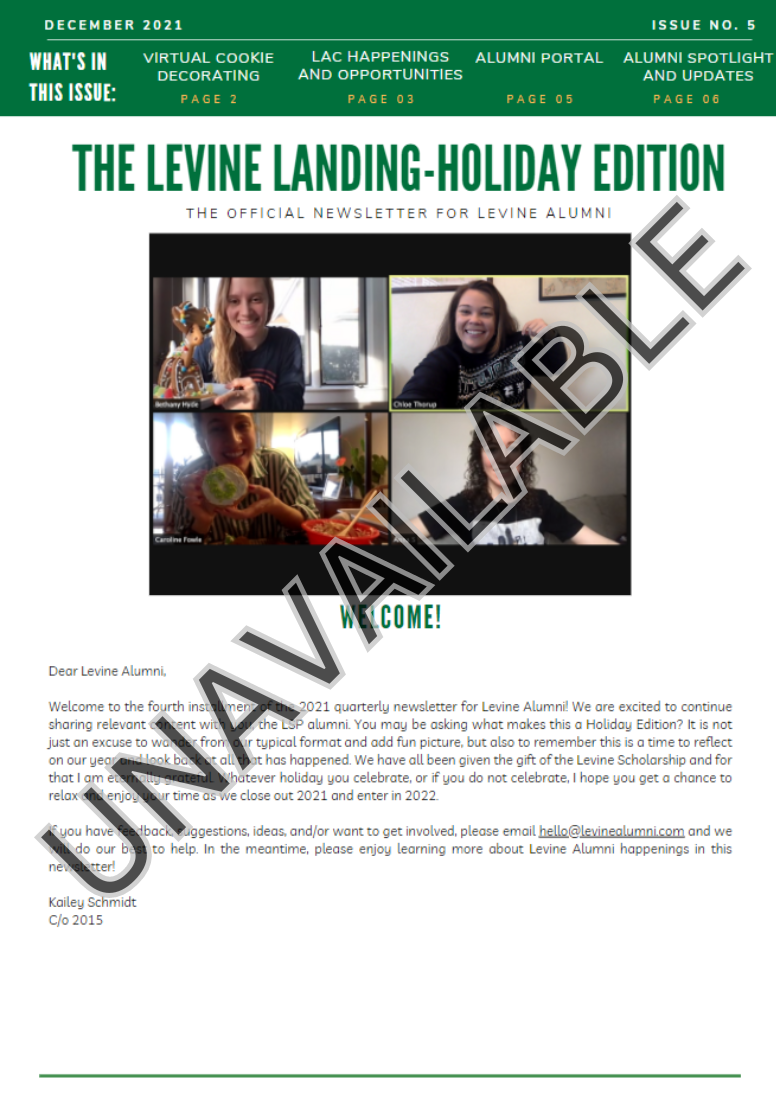 DECEMBER 2021
ISSUE NO. 5
WHAT'S IN
THIS ISSUE:
VIRTUAL COOKIE
DECORATING
PAGE 2
LAC HAPPENINGS
AND OPPORTUNITIES
PAGE 03
ALUMNI PORTAL
PAGE 05
ALUMNI SPOTLIGHT
AND UPDATES
PAGE 06
THE LEVINE LANDING-HOLIDAY EDITION
THE OFFICIAL NEWSLETTER FOR LEVINE ALUMNI
Bethany Hyde
Chloe Thorup
Caroline Fowle
UNAVAILABLE
WELCOME!
Dear Levine Alumni,
Welcome to the fourth installment of the 2021 quarterly newsletter for Levine Alumni! We are excited to continue
sharing relevant content with you, the LSP alumni. You may be asking what makes this a Holiday Edition? It is not
just an excuse to wander from our typical format and add fun picture, but also to remember this is a time to reflect
on our year and look back at all that has happened. We have all been given the gift of the Levine Scholarship and for
that I am eternally grateful. Whatever holiday you celebrate, or if you do not celebrate, I hope you get a chance to
relax and enjoy your time as we close out 2021 and enter in 2022.
If you have feedback, suggestions, ideas, and/or want to get involved, please email hello@levinealumni.com and we
will do our best to help. In the meantime, please enjoy learning more about Levine Alumni happenings in this
newsletter!
Kailey Schmidt
C/o 2015